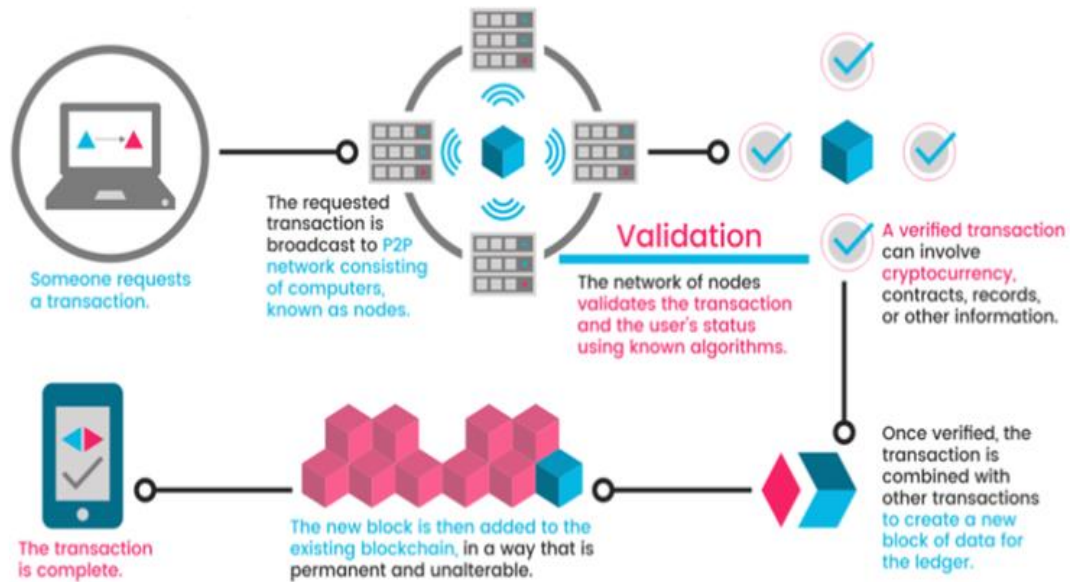 Someone requests
a transaction.
The requested
transaction is
broadcast to P2P
network consisting
of computers,
known as nodes.
Validation
The network of nodes
validates the transaction
and the user's status
using known algorithms.
A verified transaction
can involve
cryptocurrency,
contracts, records,
or other information.
Once verified, the
transaction is
combined with
other transactions
to create a new
block of data for
the ledger.
The new block is then added to the
existing blockchain, in a way that is
permanent and unalterable.
The transaction
is complete.